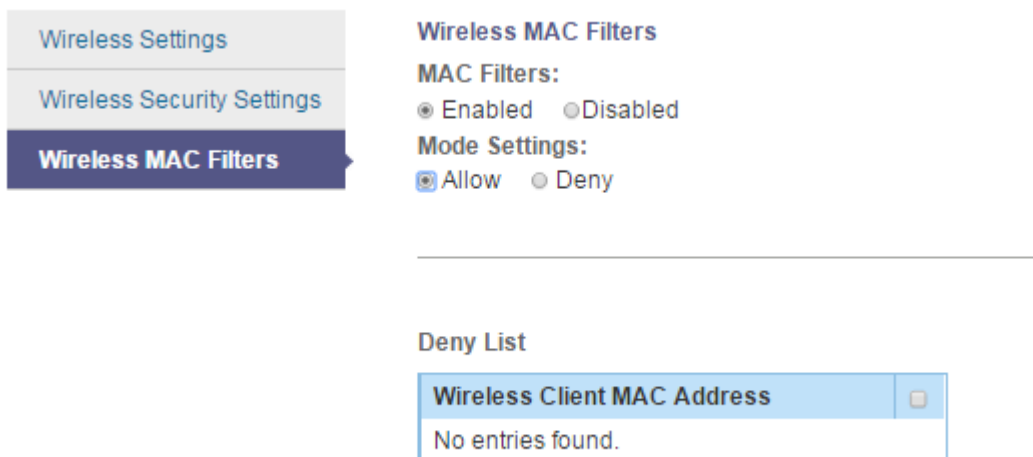 Wireless Settings
Wireless Security Settings
Wireless MAC Filters
Wireless MAC Filters
MAC Filters:
Enabled Disabled
Mode Settings:
Allow Deny
Deny List
Wireless Client MAC Address
No entries found.